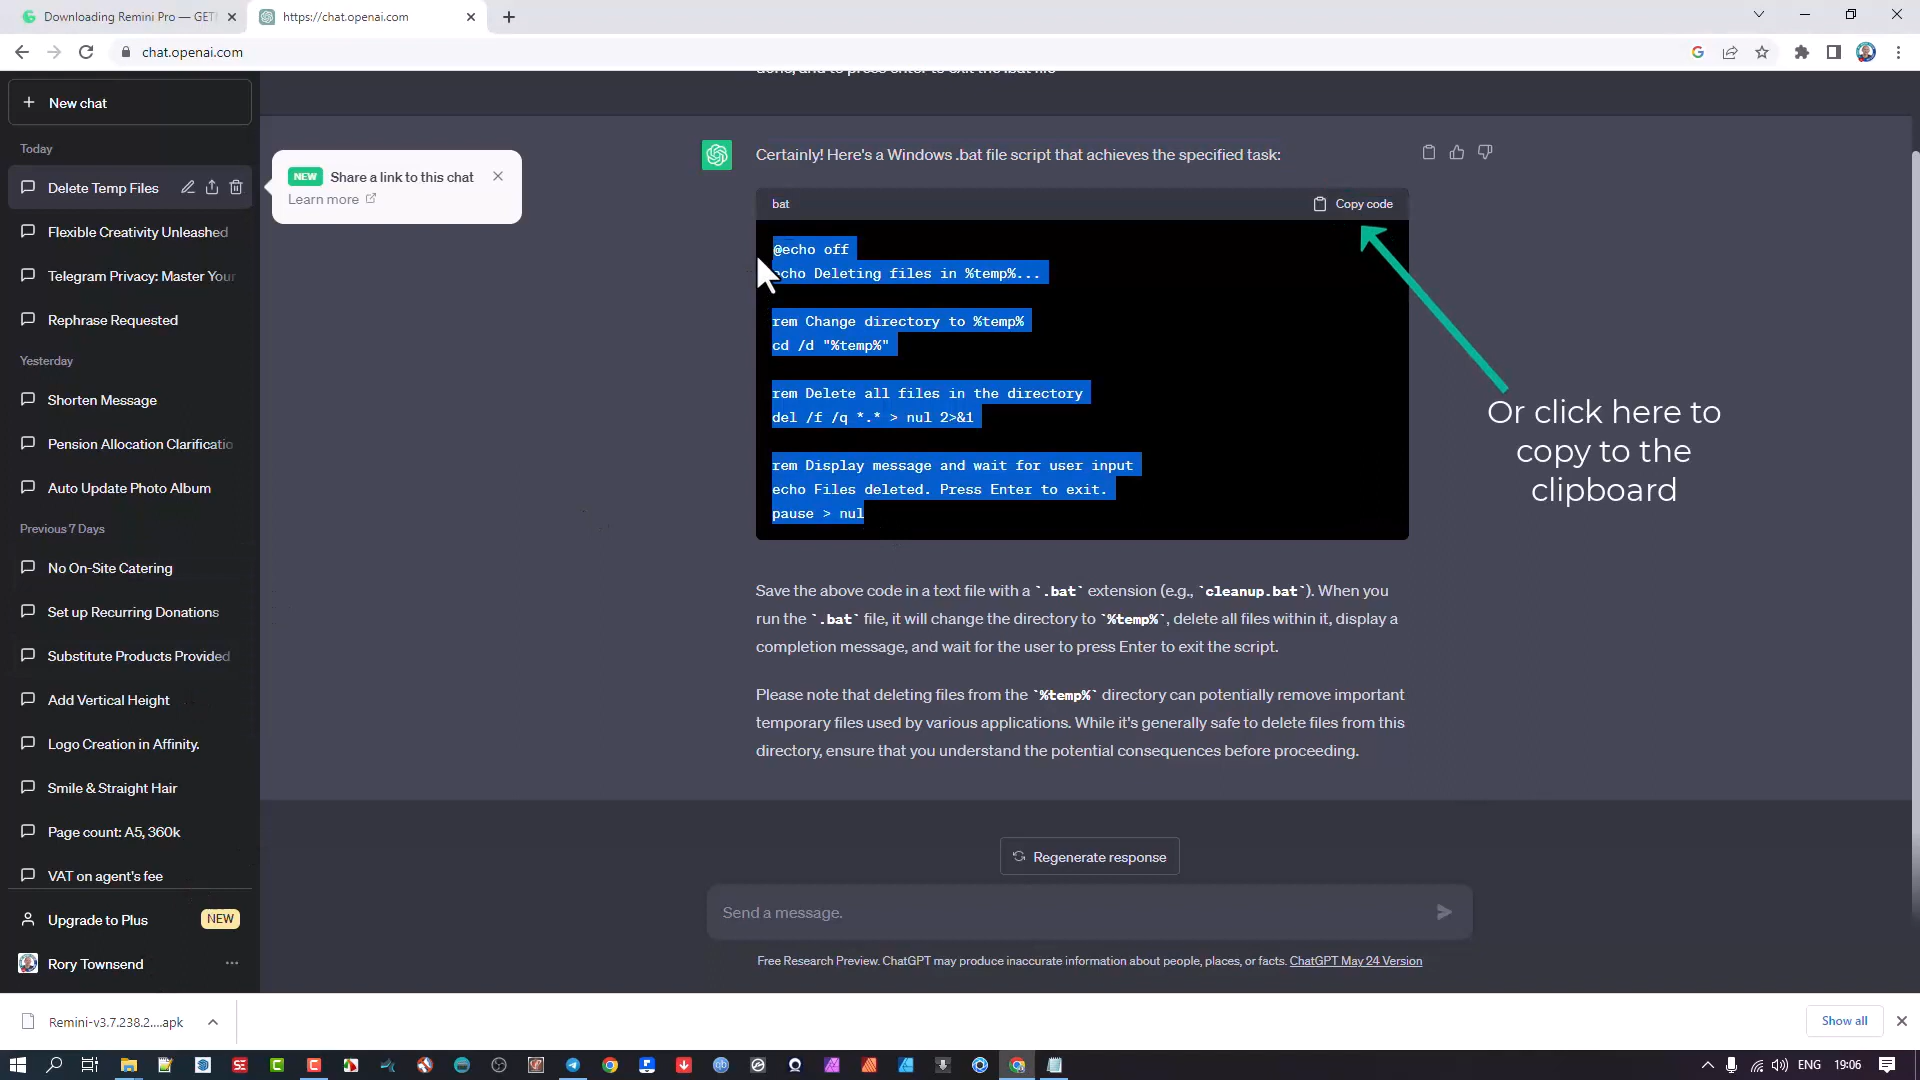 Downloading Remini Pro — GET
https://chat.openai.com
chat.openai.com
New chat
Today
Delete Temp Files
Flexible Creativity Unleashed
Telegram Privacy: Master Your
Rephrase Requested
Yesterday
Shorten Message
Pension Allocation Clarificatio
Auto Update Photo Album
Previous 7 Days
No On-Site Catering
Set up Recurring Donations
Substitute Products Provided
Add Vertical Height
Logo Creation in Affinity.
Smile & Straight Hair
Page count: A5, 360k
VAT on agent's fee
Upgrade to Plus NEW
Rory Townsend
NEW Share a link to this chat
Learn more
Certainly! Here's a Windows .bat file script that achieves the specified task:
bat
Copy code
@echo off
echo Deleting files in %temp%...
rem Change directory to %temp%
cd /d "%temp%"
rem Delete all files in the directory
del /f /q *.* > nul 2>&1
rem Display message and wait for user input
echo Files deleted. Press Enter to exit.
pause > nul
Or click here to
copy to the
clipboard
Save the above code in a text file with a `.bat` extension (e.g., `cleanup.bat`). When you
run the `.bat` file, it will change the directory to `%temp%`, delete all files within it, display a
completion message, and wait for the user to press Enter to exit the script.
Please note that deleting files from the `%temp%` directory can potentially remove important
temporary files used by various applications. While it's generally safe to delete files from this
directory, ensure that you understand the potential consequences before proceeding.
Regenerate response
Send a message.
Free Research Preview. ChatGPT may produce inaccurate information about people, places, or facts. ChatGPT May 24 Version
Remini-v3.7.238.2....apk
Show all
ENG 19:06